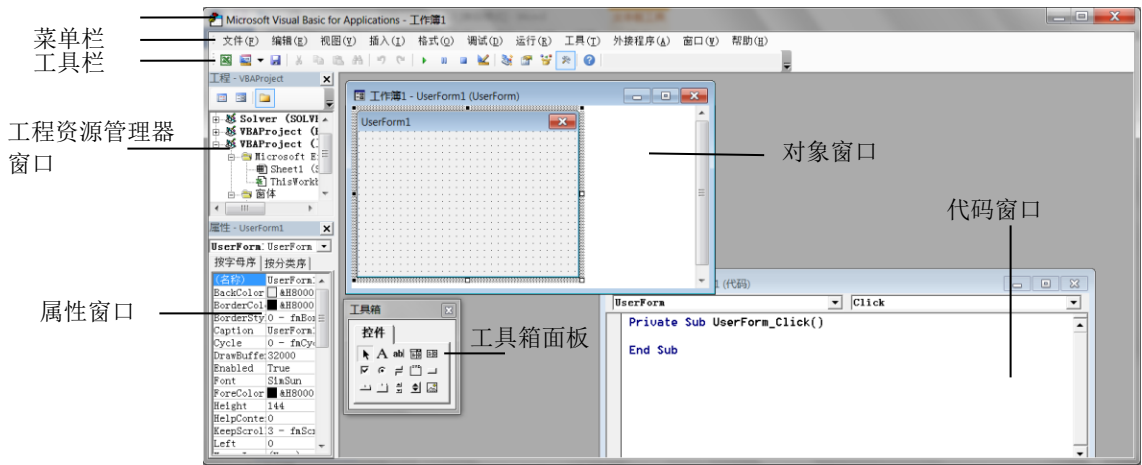 Microsoft Visual Basic for Applications - 工作簿1
菜单栏
文件(F) 编辑(E) 视图(V) 插入(I) 格式(O) 调试(D) 运行(R) 工具(T) 外接程序(A) 窗口(W) 帮助(H)
工具栏
工程 - VBAProject
Solver (SOLV
VBAProject (
VBAProject (
Microsoft E
Sheet1 (S
ThisWorkb
窗体
工程资源管理器
窗口
工作簿1 - UserForm1 (UserForm)
UserForm1
对象窗口
代码窗口
属性 - UserForm1
UserForm UserForm
按字母序 按分类序
(名称) UserForm
BackColor &H8000
BorderCol &H8000
BorderSty 0 - fmBor
Caption UserForm
Cycle 0 - fmCy
DrawBuffe 32000
Enabled True
Font SimSun
ForeColor &H8000
Height 144
HelpConte 0
KeepScrol 3 - fmSc
Left 0
属性窗口
工具箱
控件
A abl
工具箱面板
1 (代码)
UserForm Click
Private Sub UserForm_Click()
End Sub